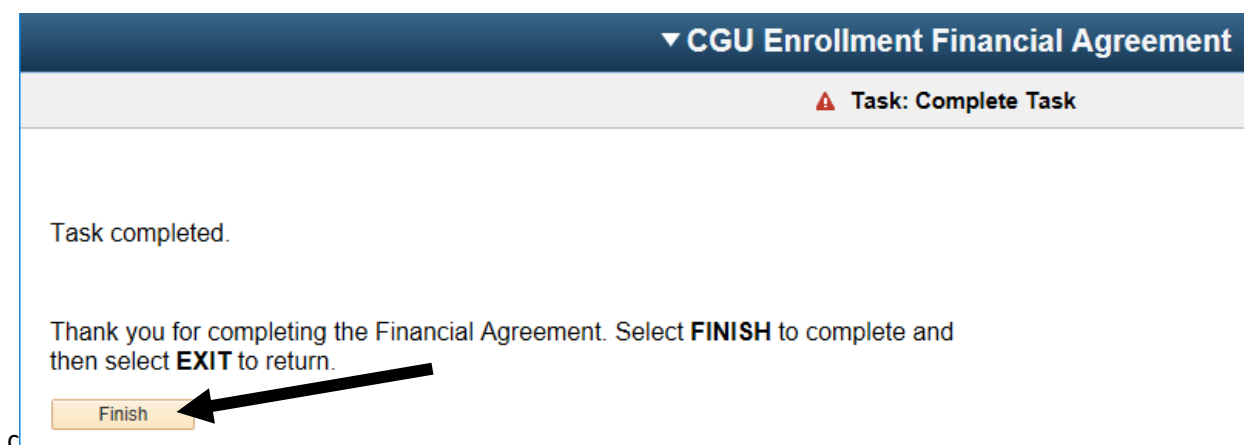 ▾ CGU Enrollment Financial Agreement
Task: Complete Task
Task completed.
Thank you for completing the Financial Agreement. Select FINISH to complete and
then select EXIT to return.
Finish
c